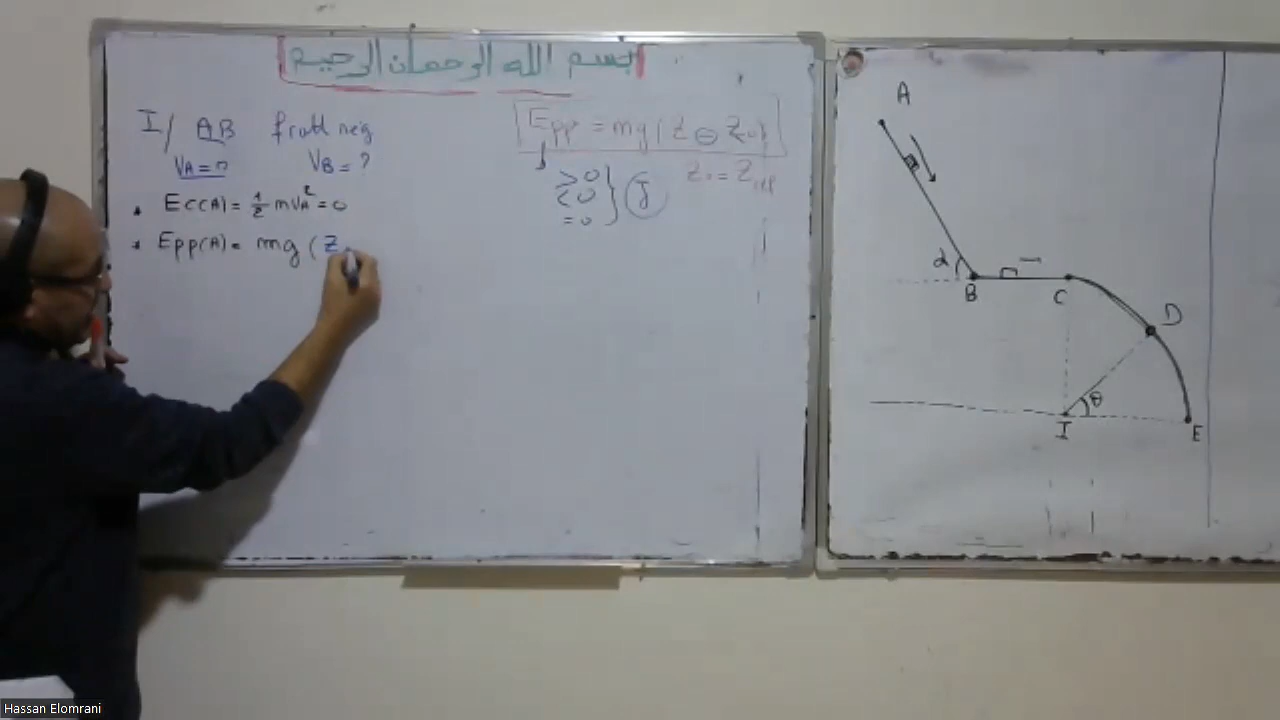 بسم الله الرحمان الرحيم
I/ AB frott neg
VA = 0 VB = ?
* Ec(A) = 1/2 mVA² = 0
* Epp(A) = mg (Z
Epp = mg(Z ⊖ Z0)
Z0 = Zref
>0
<0
=0
J
A
α
B
C
D
θ
I
E
Hassan Elomrani